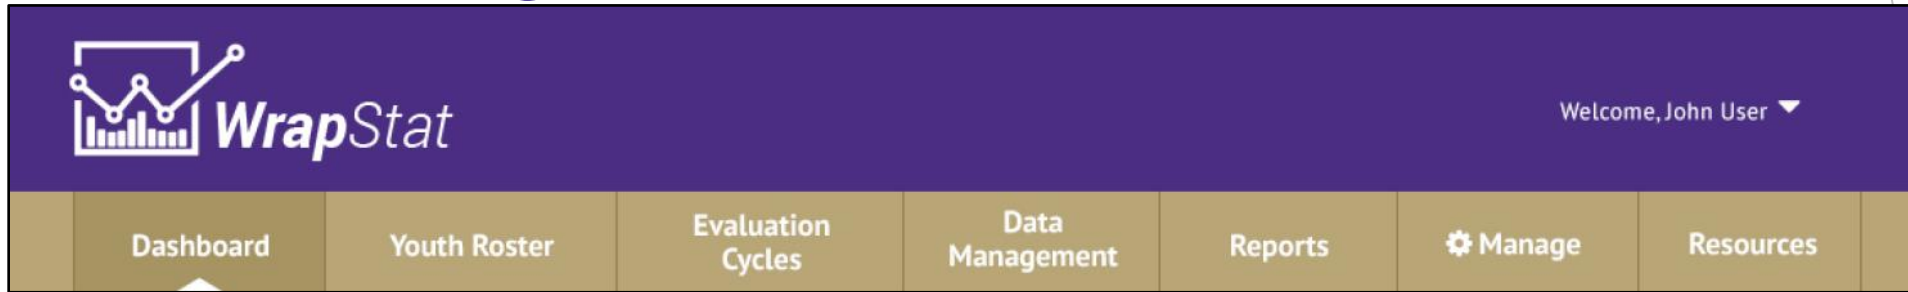 WrapStat
Welcome, John User
Dashboard
Youth Roster
Evaluation
Cycles
Data
Management
Reports
Manage
Resources